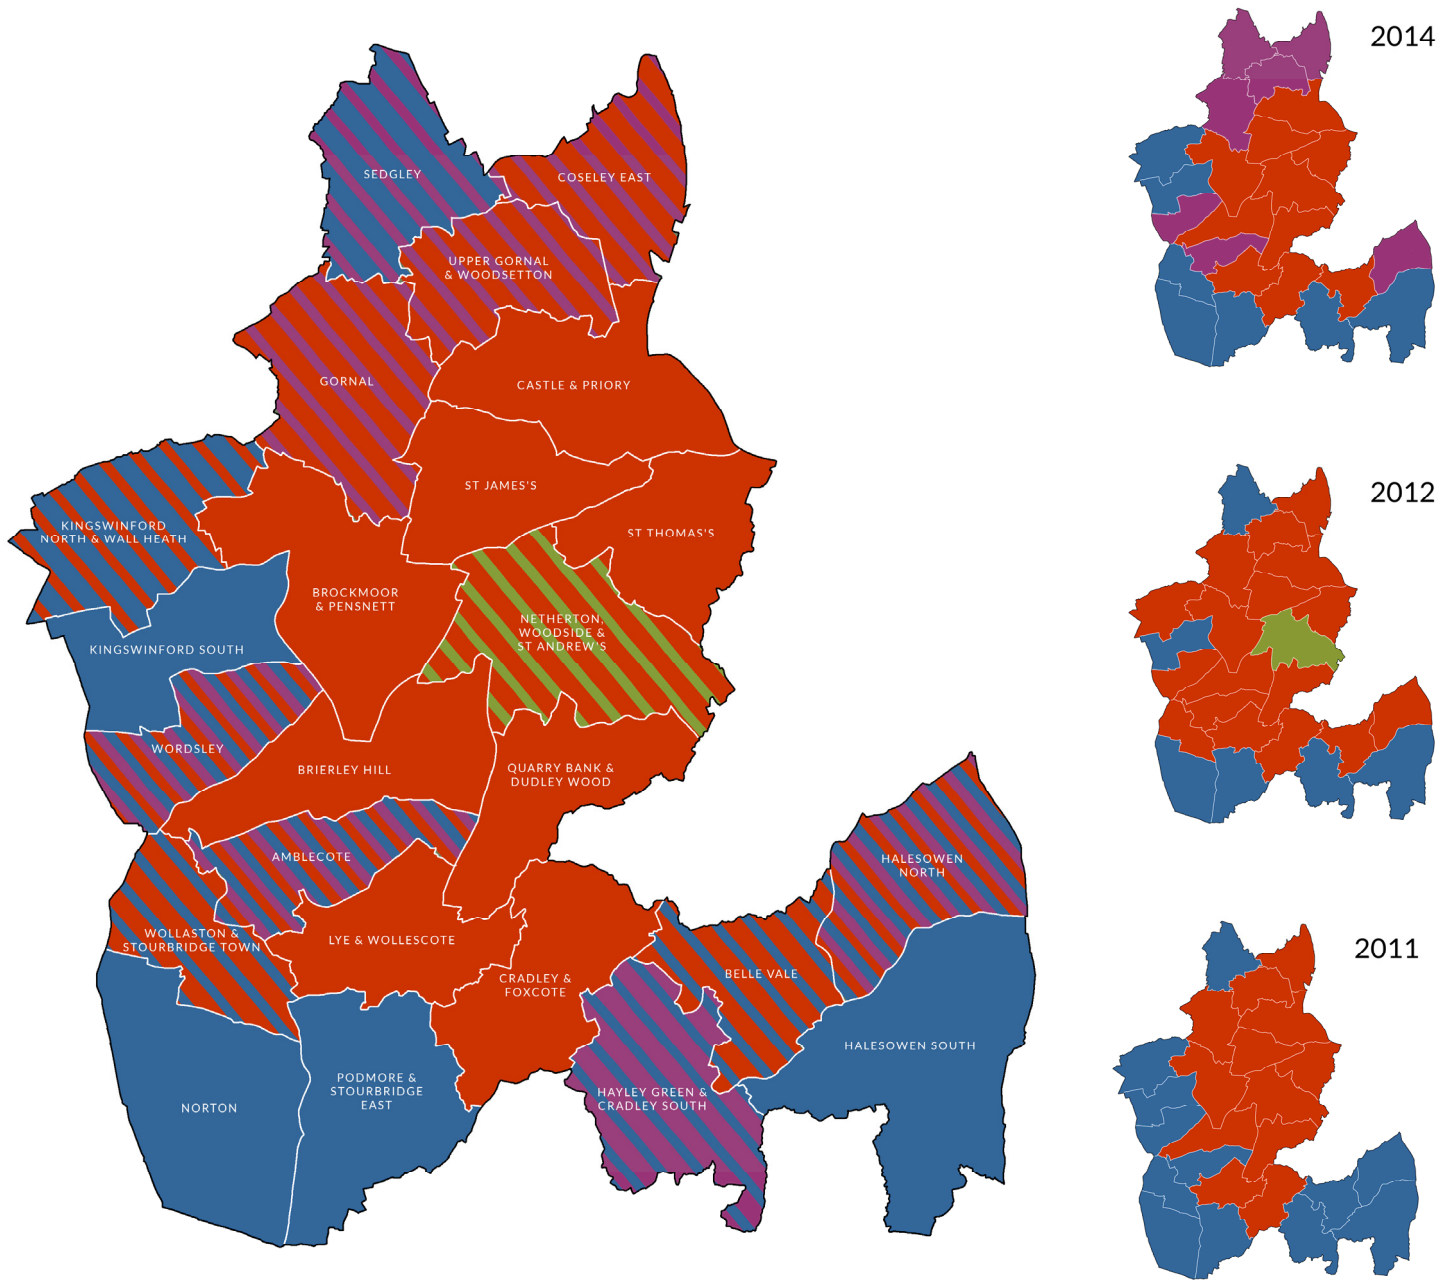 2014
SEDGLEY
COSELEY EAST
UPPER GORNAL
& WOODSETTON
GORNAL
CASTLE & PRIORY
ST JAMES'S
2012
KINGSWINFORD
NORTH & WALL HEATH
ST THOMAS'S
BROCKMOOR
& PENSNETT
NETHERTON,
WOODSIDE &
ST ANDREW'S
KINGSWINFORD SOUTH
WORDSLEY
BRIERLEY HILL
QUARRY BANK &
DUDLEY WOOD
AMBLECOTE
HALESOWEN
NORTH
WOLLASTON &
STOURBRIDGE TOWN
LYE & WOLLESCOTE
2011
CRADLEY &
FOXCOTE
BELLE VALE
HALESOWEN SOUTH
PODMORE &
STOURBRIDGE
EAST
HAYLEY GREEN &
CRADLEY SOUTH
NORTON